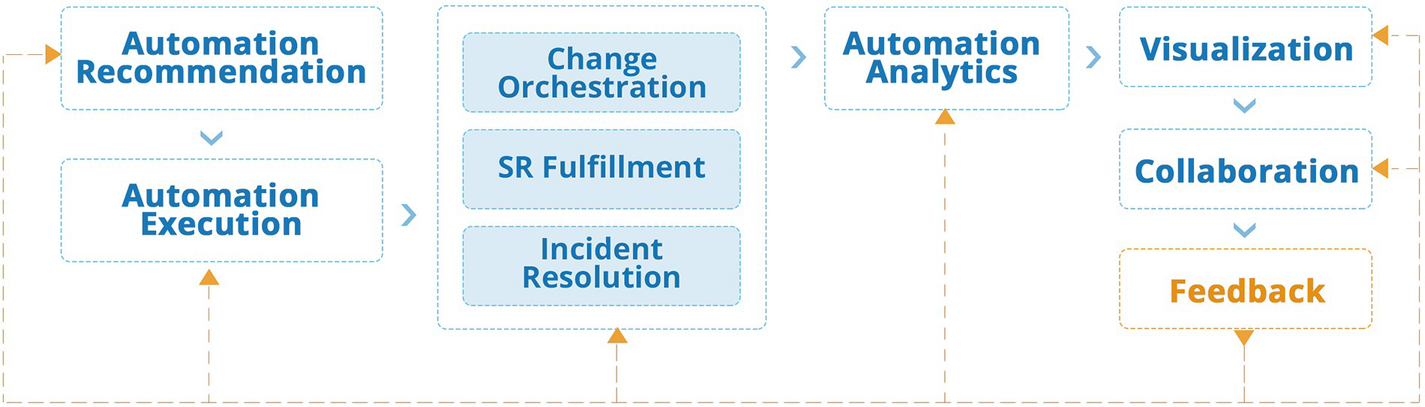 Automation
Recommendation
Automation
Execution
Change
Orchestration
SR Fulfillment
Incident
Resolution
Automation
Analytics
Visualization
Collaboration
Feedback